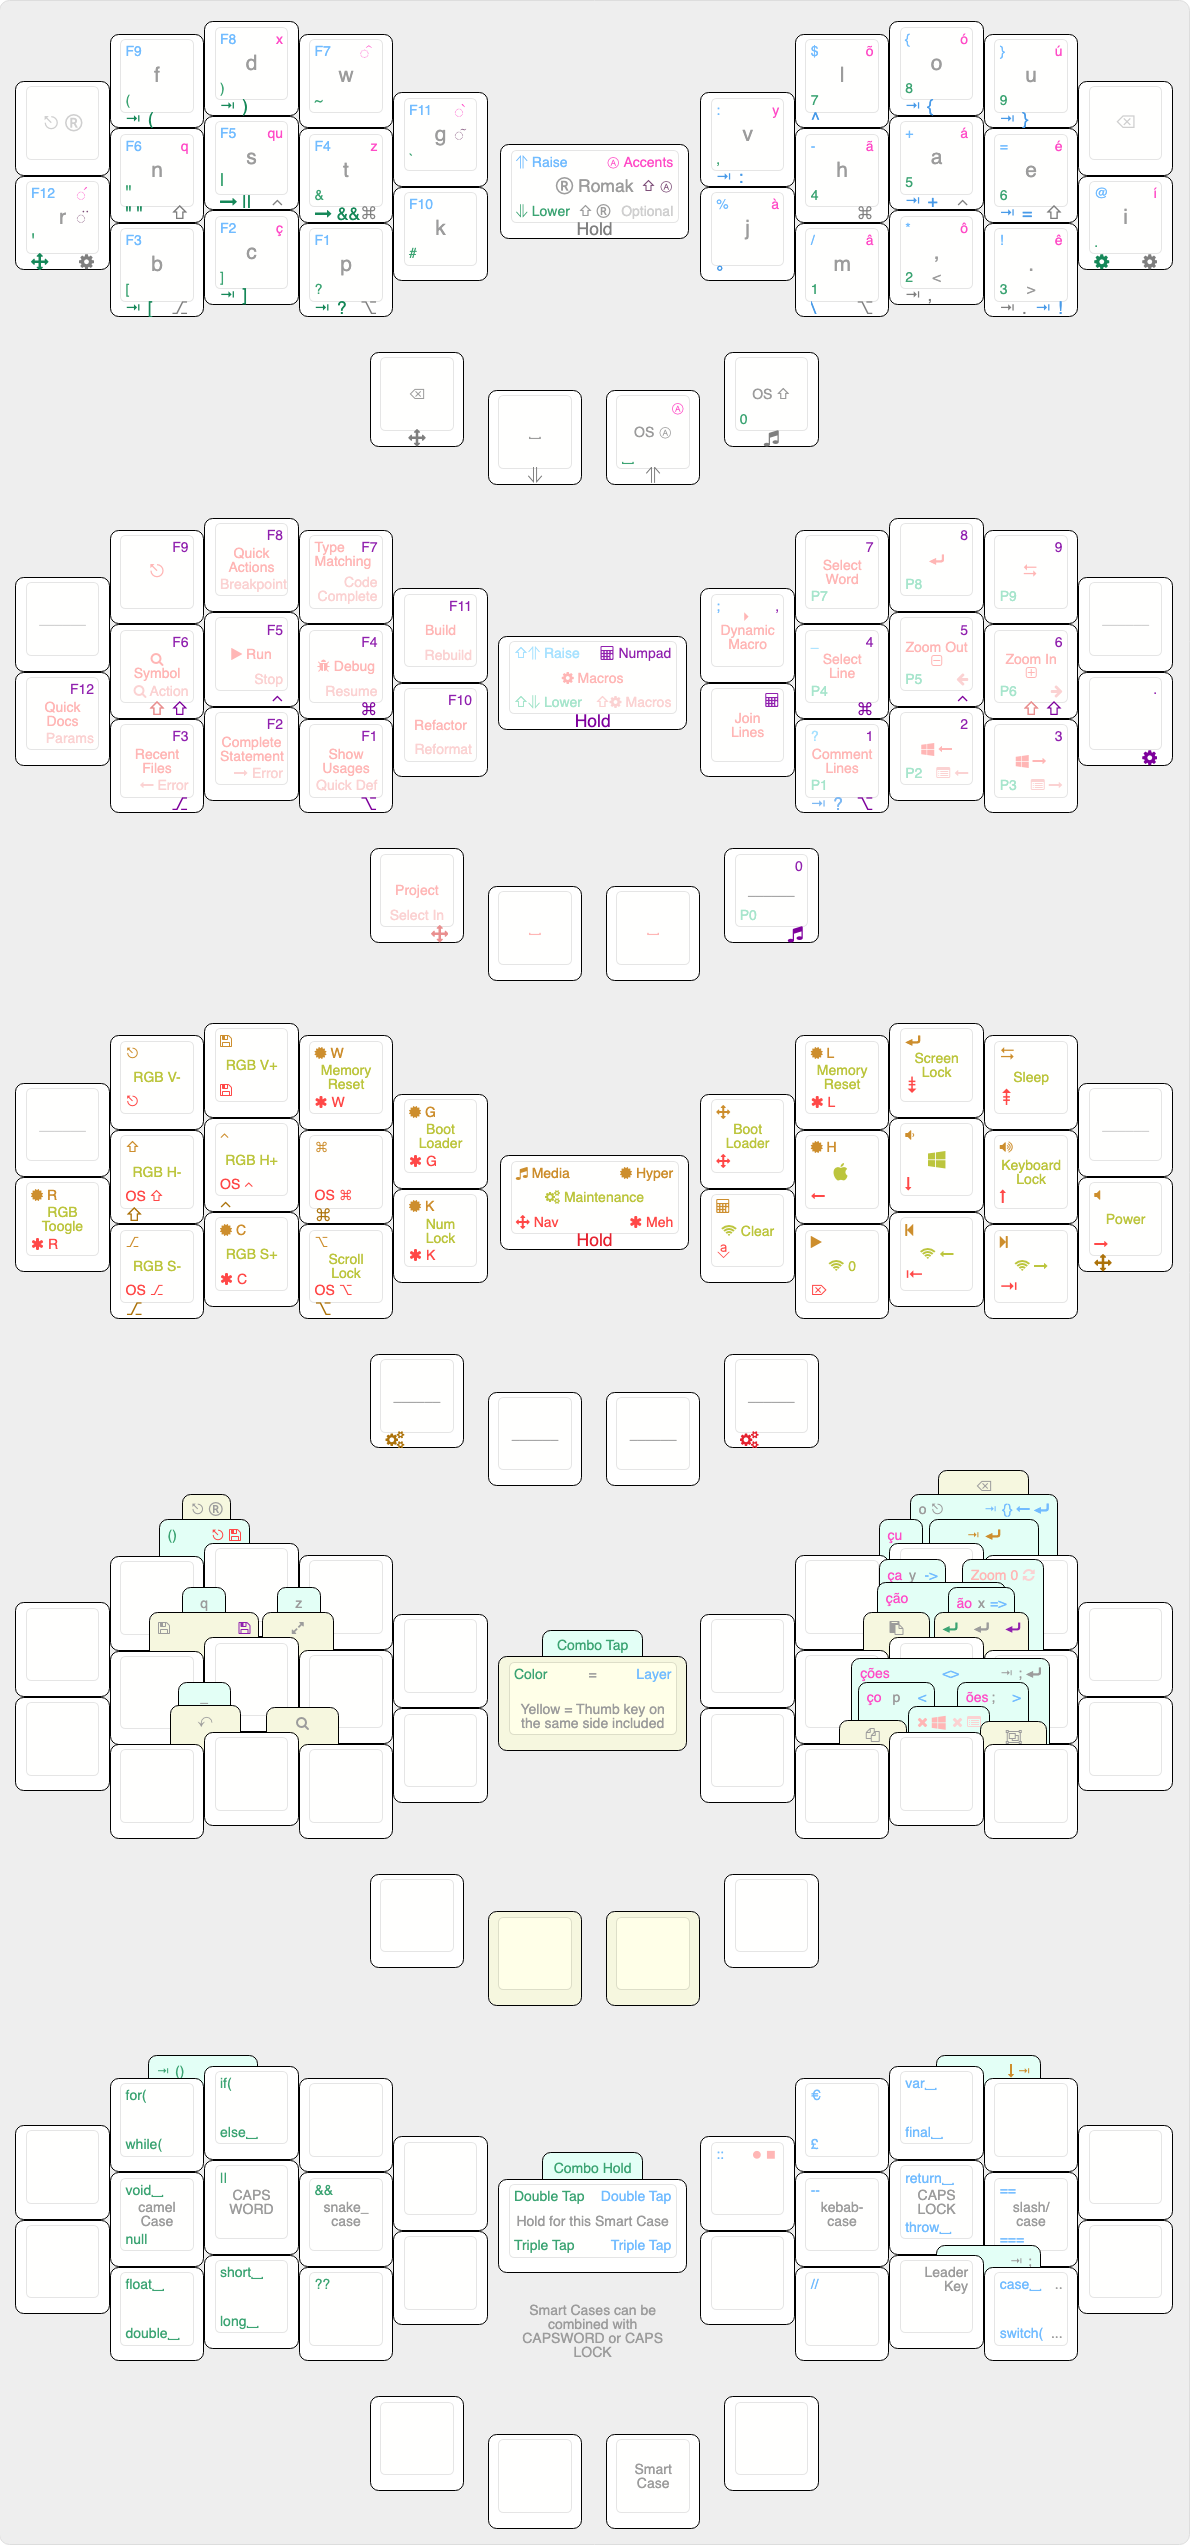 F9 f (
⇥ (
F8 x d )
⇥ )
F7 ◌̂ w ~
F11 ◌̀ g ◌̃ `
® 
F6 q n "
" "
F5 qu s |
➞ ||
F4 z t &
➞ &&⌘
F10 k #
F12 ◌́ r ◌̈ '
F3 b [
⇥ [ ⌥
F2 ç c ]
⇥ ]
F1 p ?
⇥ ? ⌥
Raise Ⓐ Accents
® Romak ⇧ Ⓐ
Lower ⇧ ® Optional
Hold
: y v ,
⇥ :
$ õ l 7
^
{ ó o 8
⇥ {
} ú u 9
⇥ }
⌫
% à j
°
- ã h 4
⌘
+ á a 5
⇥ + ^
= é e 6
⇥ = ⇧
@ í i .
/ â m 1
\ ⌥
* ô , 2 <
⇥ ,
! ê . 3 >
⇥ . ⇥ !
⌫
⎵
Ⓐ OS Ⓐ ⎵
OS ⇧ 0
F9
F8 Quick Actions Breakpoint
Type Matching F7 Code Complete
F11 Build Rebuild
F6 Symbol Action
F5 Run Stop
F4 Debug Resume
⌘
F10 Refactor Reformat
F12 Quick Docs Params
F3 Recent Files ← Error
F2 Complete Statement → Error
F1 Show Usages Quick Def
⌥
Raise Numpad
Macros
Lower Macros
Hold
; , Dynamic Macro
7 Select Word P7
8 P8
9 P9
Join Lines
_ 4 Select Line P4
⌘
5 Zoom Out P5 ←
^
6 Zoom In P6 →
.
? 1 Comment Lines P1
⇥ ? ⌥
2 ← P2 ←
3 → P3 →
Project Select In
⎵
⎵
0 P0
RGB V-
RGB V+
W Memory Reset ✱ W
G Boot Loader ✱ G
⇧ RGB H- OS ⇧
⇧
^ RGB H+ OS ^
^
⌘ OS ⌘
⌘
K Num Lock ✱ K
R RGB Toogle ✱ R
RGB S- OS
C RGB S+ ✱ C
⌥ Scroll Lock OS ⌥
⌥
Media Hyper
Maintenance
Nav ✱ Meh
Hold
Boot Loader
L Memory Reset ✱ L
Screen Lock
Sleep
Clear a
H ←
↓
Keyboard Lock ↑
Power →
0
←
→
®
()
q z
_
Combo Tap
Color = Layer
Yellow = Thumb key on
the same side included
o ⇥ {} ← ↵
çu ⇥ ↵
ça y -> Zoom 0
ção ão x =>
ções <> ⇥ ; ↵
ço p < ões ; >
⇥ ()
for( while(
if( else⎵
void⎵ camel Case null
|| CAPS WORD
&& snake_ case
float⎵ double⎵
short⎵ long⎵
??
Combo Hold
Double Tap Double Tap
Hold for this Smart Case
Triple Tap Triple Tap
Smart Cases can be
combined with
CAPSWORD or CAPS
LOCK
↓ ⇥
:: ● ■
€ £
var⎵ final⎵
-- kebab- case
return⎵ CAPS LOCK throw⎵
== slash/ case ===
⇥ ;
//
Leader Key
case⎵ .. switch( ...
Smart
Case